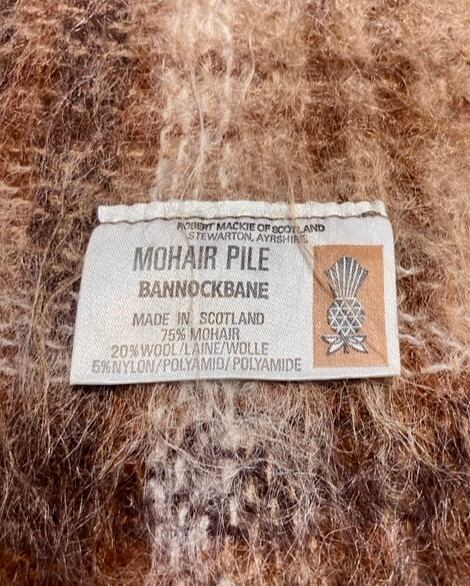 ROBERT MACKIE OF SCOTLAND
STEWARTON, AYRSHIRE.
MOHAIR PILE
BANNOCKBANE
MADE IN SCOTLAND
75% MOHAIR
20% WOOL/LAINE/WOLLE
5%NYLON/POLYAMID/POLYAMIDE